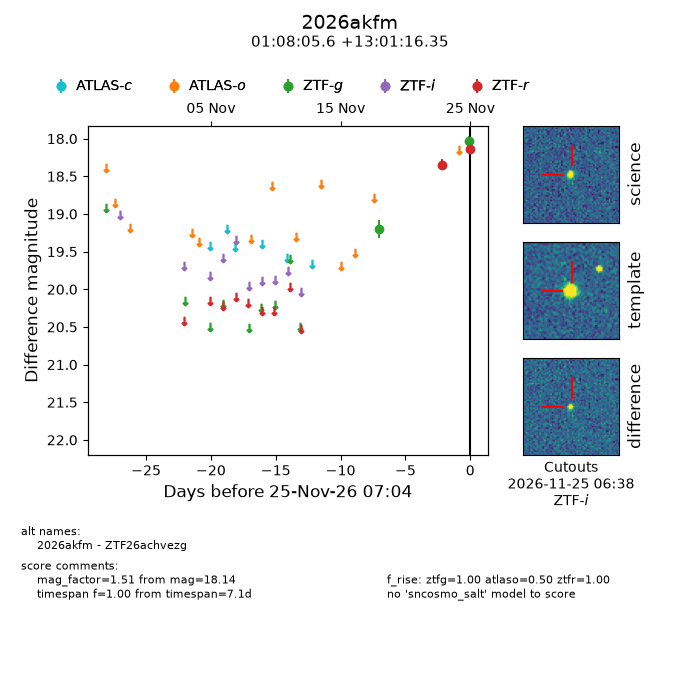 2026akfm
01:08:05.6 +13:01:16.35
ATLAS-c
ATLAS-o
ZTF-g
ZTF-i
ZTF-r
05 Nov
15 Nov
25 Nov
18.0
18.5
19.0
19.5
20.0
20.5
21.0
21.5
22.0
Difference magnitude
−25
−20
−15
−10
−5
0
Days before 25-Nov-26 07:04
science
template
difference
Cutouts
2026-11-25 06:38
ZTF-i
alt names:
2026akfm - ZTF26achvezg
score comments:
mag_factor=1.51 from mag=18.14
timespan f=1.00 from timespan=7.1d
f_rise: ztfg=1.00 atlaso=0.50 ztfr=1.00
no 'sncosmo_salt' model to score